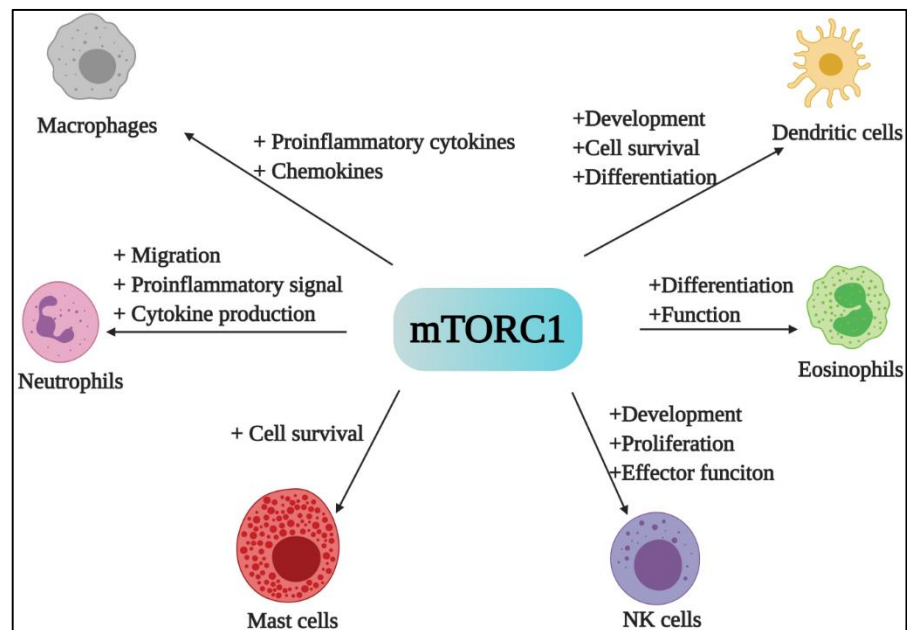 Macrophages
+ Proinflammatory cytokines
+ Chemokines
+Development
+Cell survival
+Differentiation
Dendritic cells
+ Migration
+ Proinflammatory signal
+ Cytokine production
Neutrophils
mTORC1
+Differentiation
+Function
Eosinophils
+ Cell survival
Mast cells
+Development
+Proliferation
+Effector funciton
NK cells